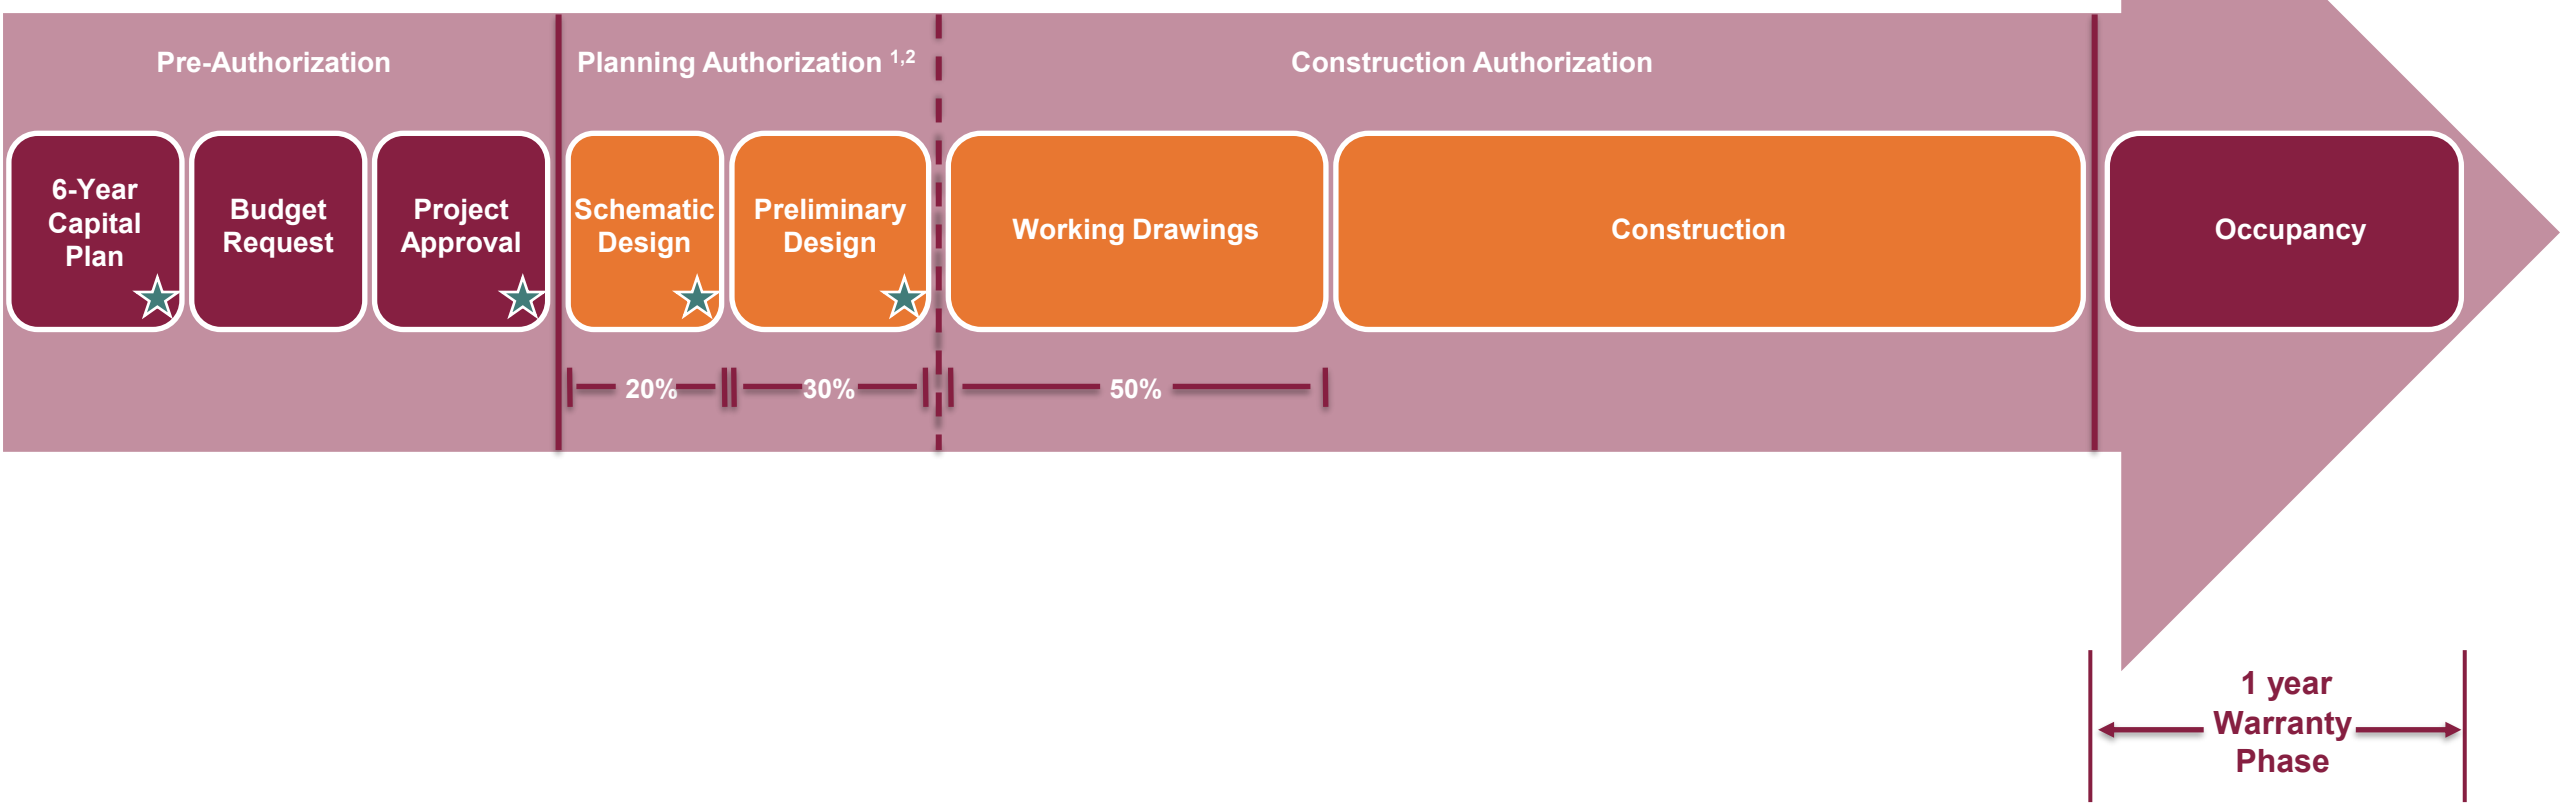 Pre-Authorization
Planning Authorization 1,2
Construction Authorization
6-Year
Capital
Plan
Budget
Request
Project
Approval
Schematic
Design
Preliminary
Design
Working Drawings
Construction
Occupancy
20%
30%
50%
1 year
Warranty
Phase